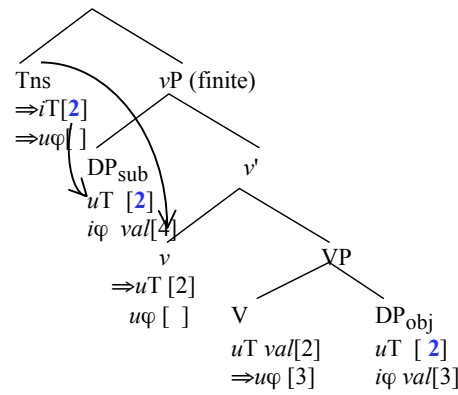 Tns
vP (finite)
⇒iT[2]
⇒uφ[ ]
DPsub
v'
uT [2]
iφ val[4]
v
VP
⇒uT [2]
uφ [ ]
V
DPobj
uT val[2]
uT [ 2]
⇒uφ [3]
iφ val[3]